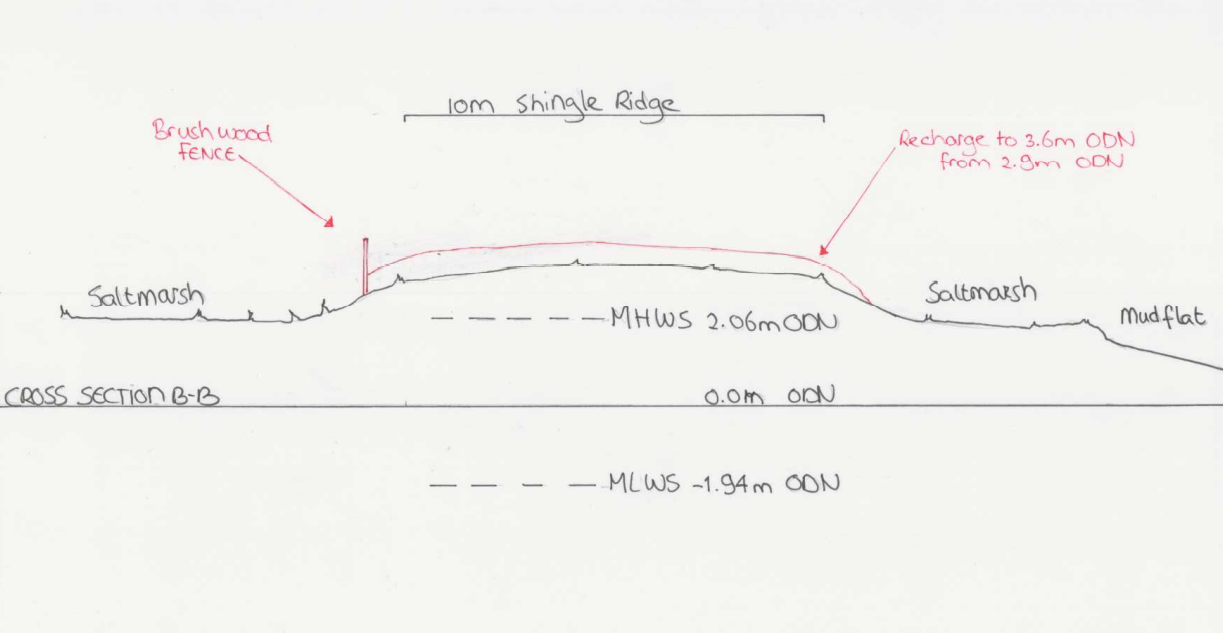 10m Shingle Ridge
Brushwood
FENCE
Recharge to 3.6m ODN
from 2.9m ODN
Saltmarsh
Saltmarsh
Mudflat
MHWS 2.06m ODN
CROSS SECTION B-B
0.0m ODN
MLWS -1.94m ODN